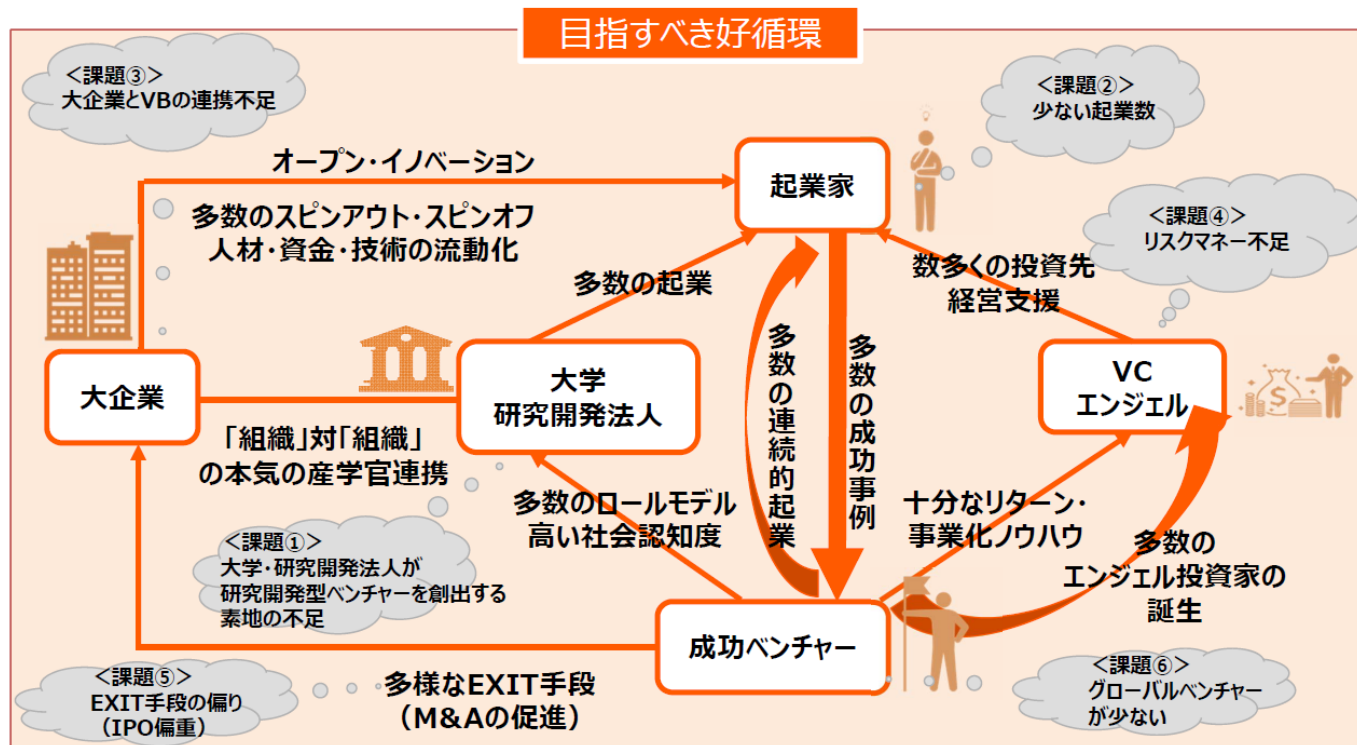 目指すべき好循環
<課題③>
大企業とVBの連携不足
<課題②>
少ない起業数
オープン・イノベーション
起業家
多数のスピンアウト・スピンオフ
人材・資金・技術の流動化
<課題④>
リスクマネー不足
多数の起業
数多くの投資先
経営支援
大企業
大学
研究開発法人
多数の連続的起業
多数の成功事例
VC
エンジェル
「組織」対「組織」
の本気の産学官連携
多数のロールモデル
高い社会認知度
十分なリターン・
事業化ノウハウ
多数の
エンジェル投資家の
誕生
<課題①>
大学・研究開発法人が
研究開発型ベンチャーを創出する
素地の不足
成功ベンチャー
<課題⑤>
EXIT手段の偏り
（IPO偏重）
多様なEXIT手段
（M&Aの促進）
<課題⑥>
グローバルベンチャー
が少ない